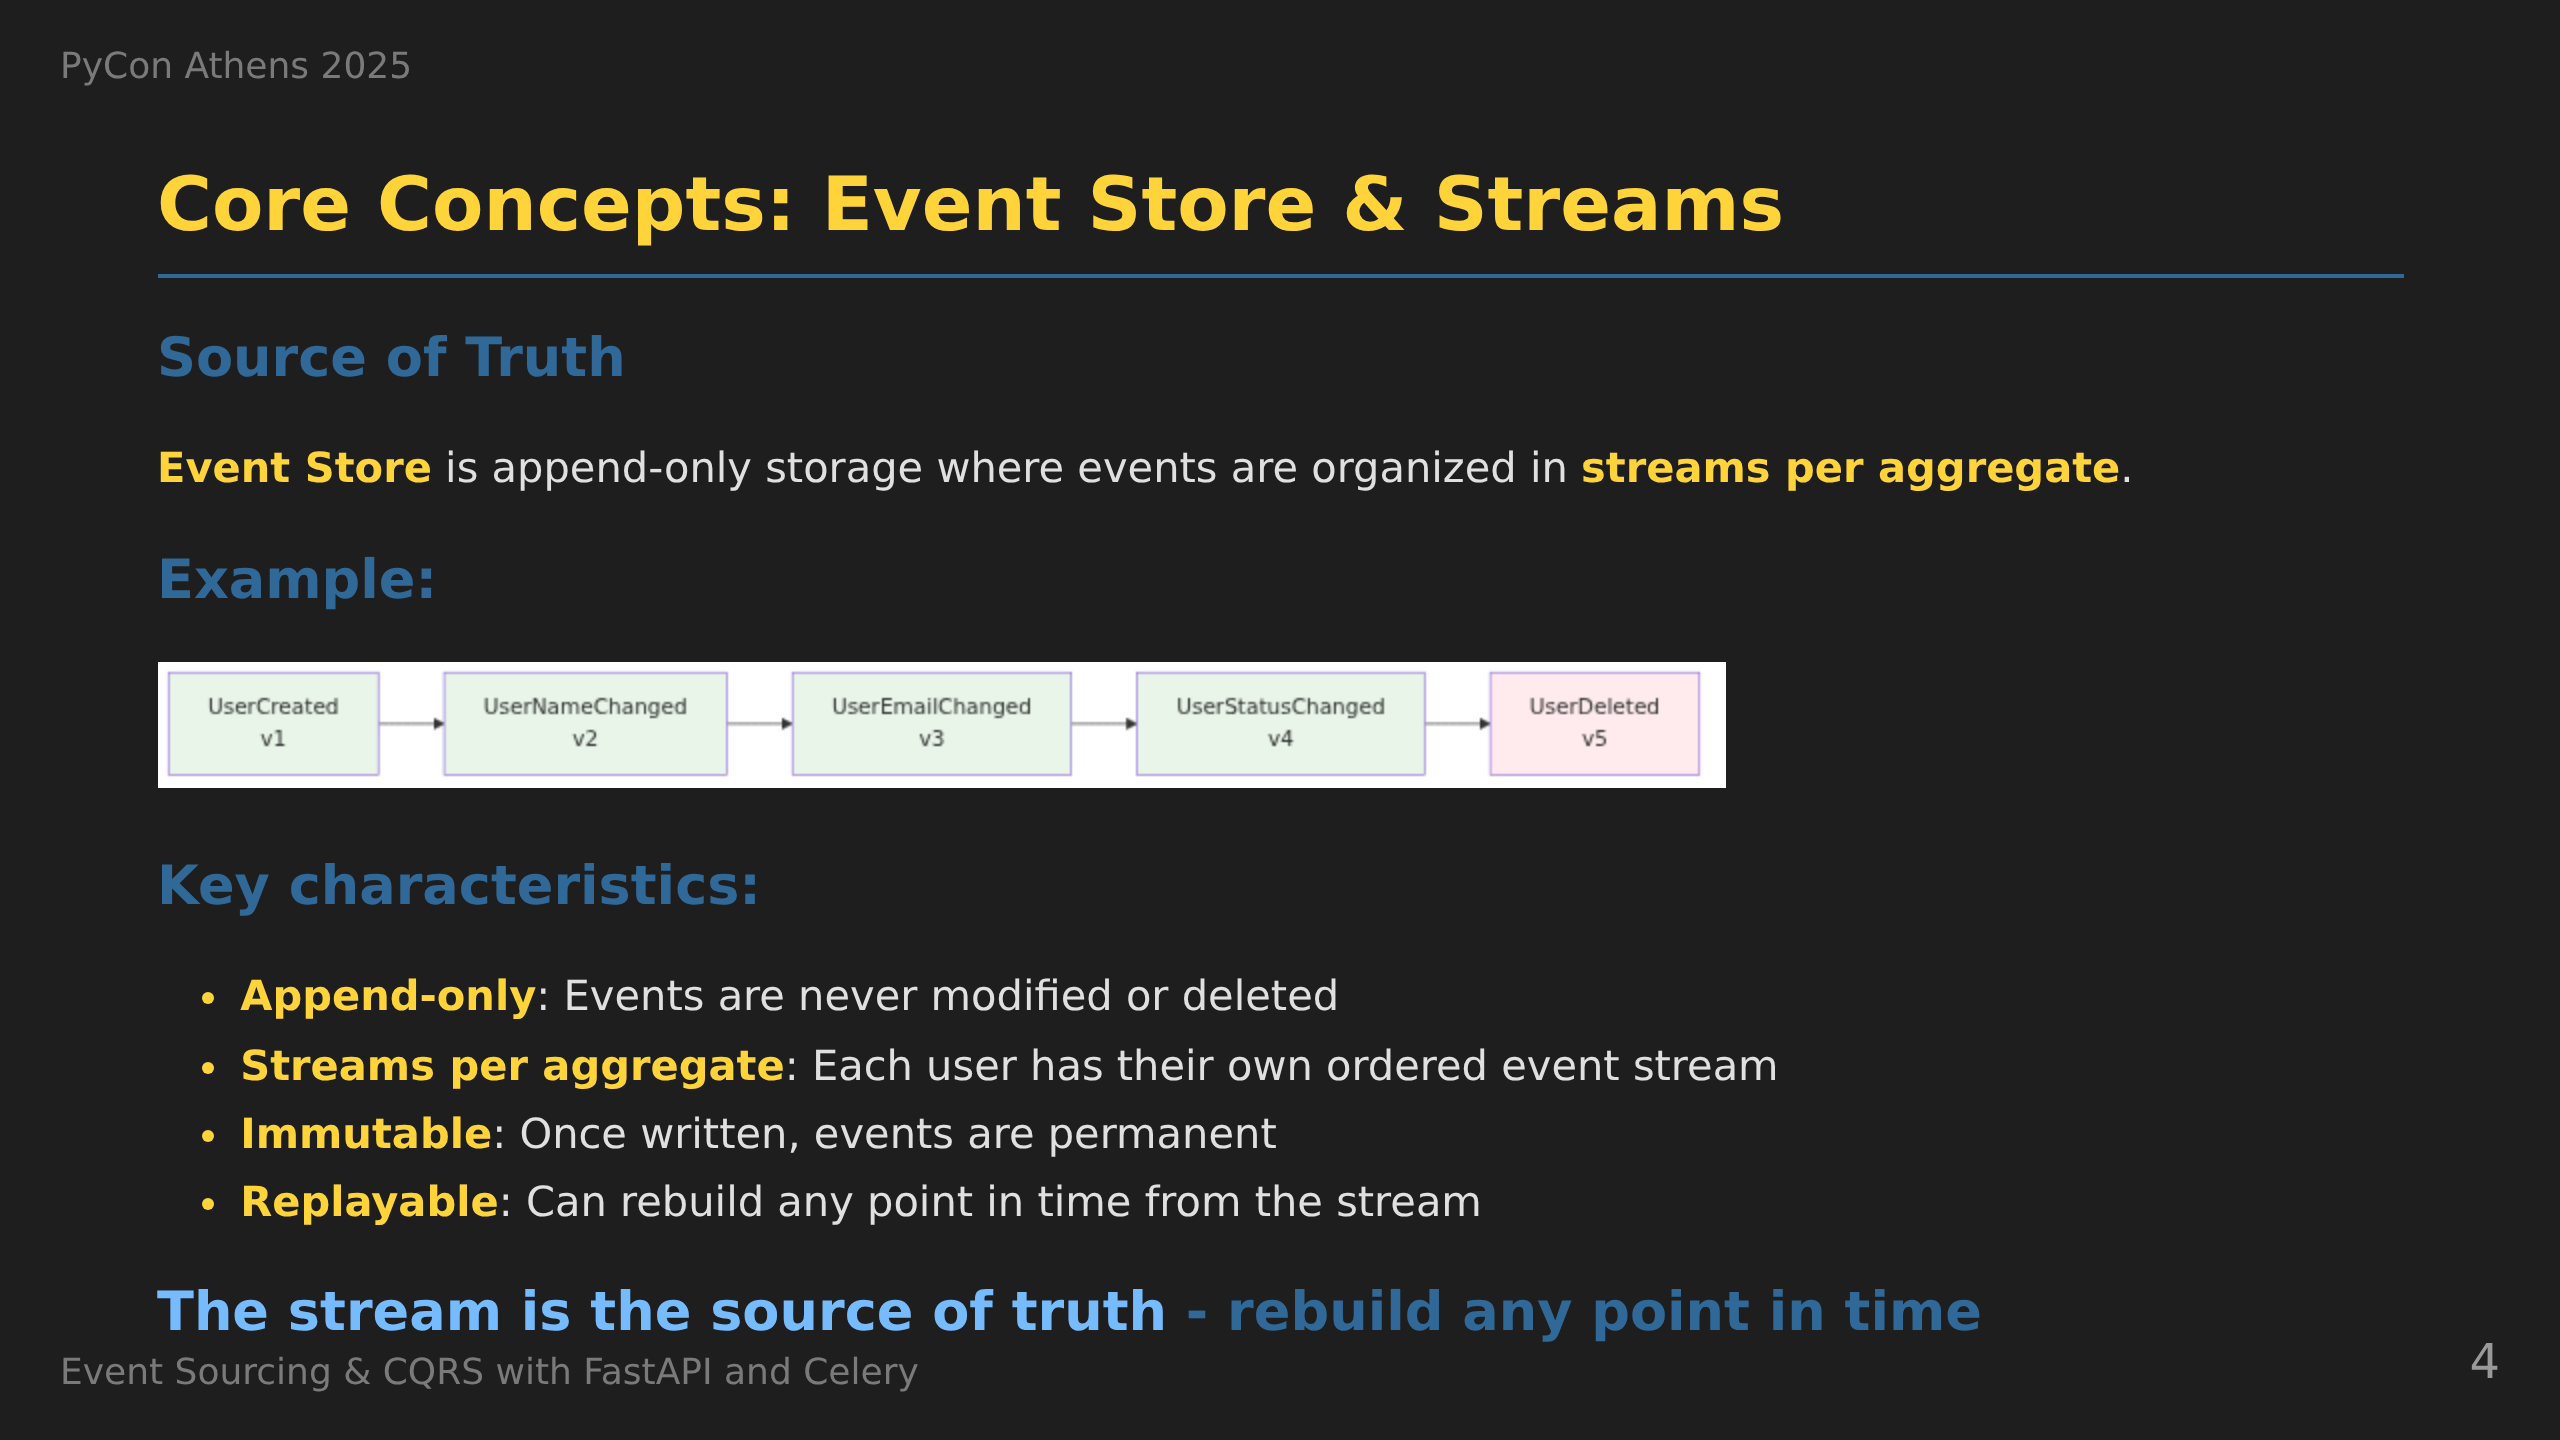 PyCon Athens 2025
Core Concepts: Event Store & Streams
Source of Truth
Event Store is append-only storage where events are organized in streams per aggregate.
Example:
UserCreated
v1
UserNameChanged
v2
UserEmailChanged
v3
UserStatusChanged
v4
UserDeleted
v5
Key characteristics:
• Append-only: Events are never modified or deleted
• Streams per aggregate: Each user has their own ordered event stream
• Immutable: Once written, events are permanent
• Replayable: Can rebuild any point in time from the stream
The stream is the source of truth - rebuild any point in time
Event Sourcing & CQRS with FastAPI and Celery
4